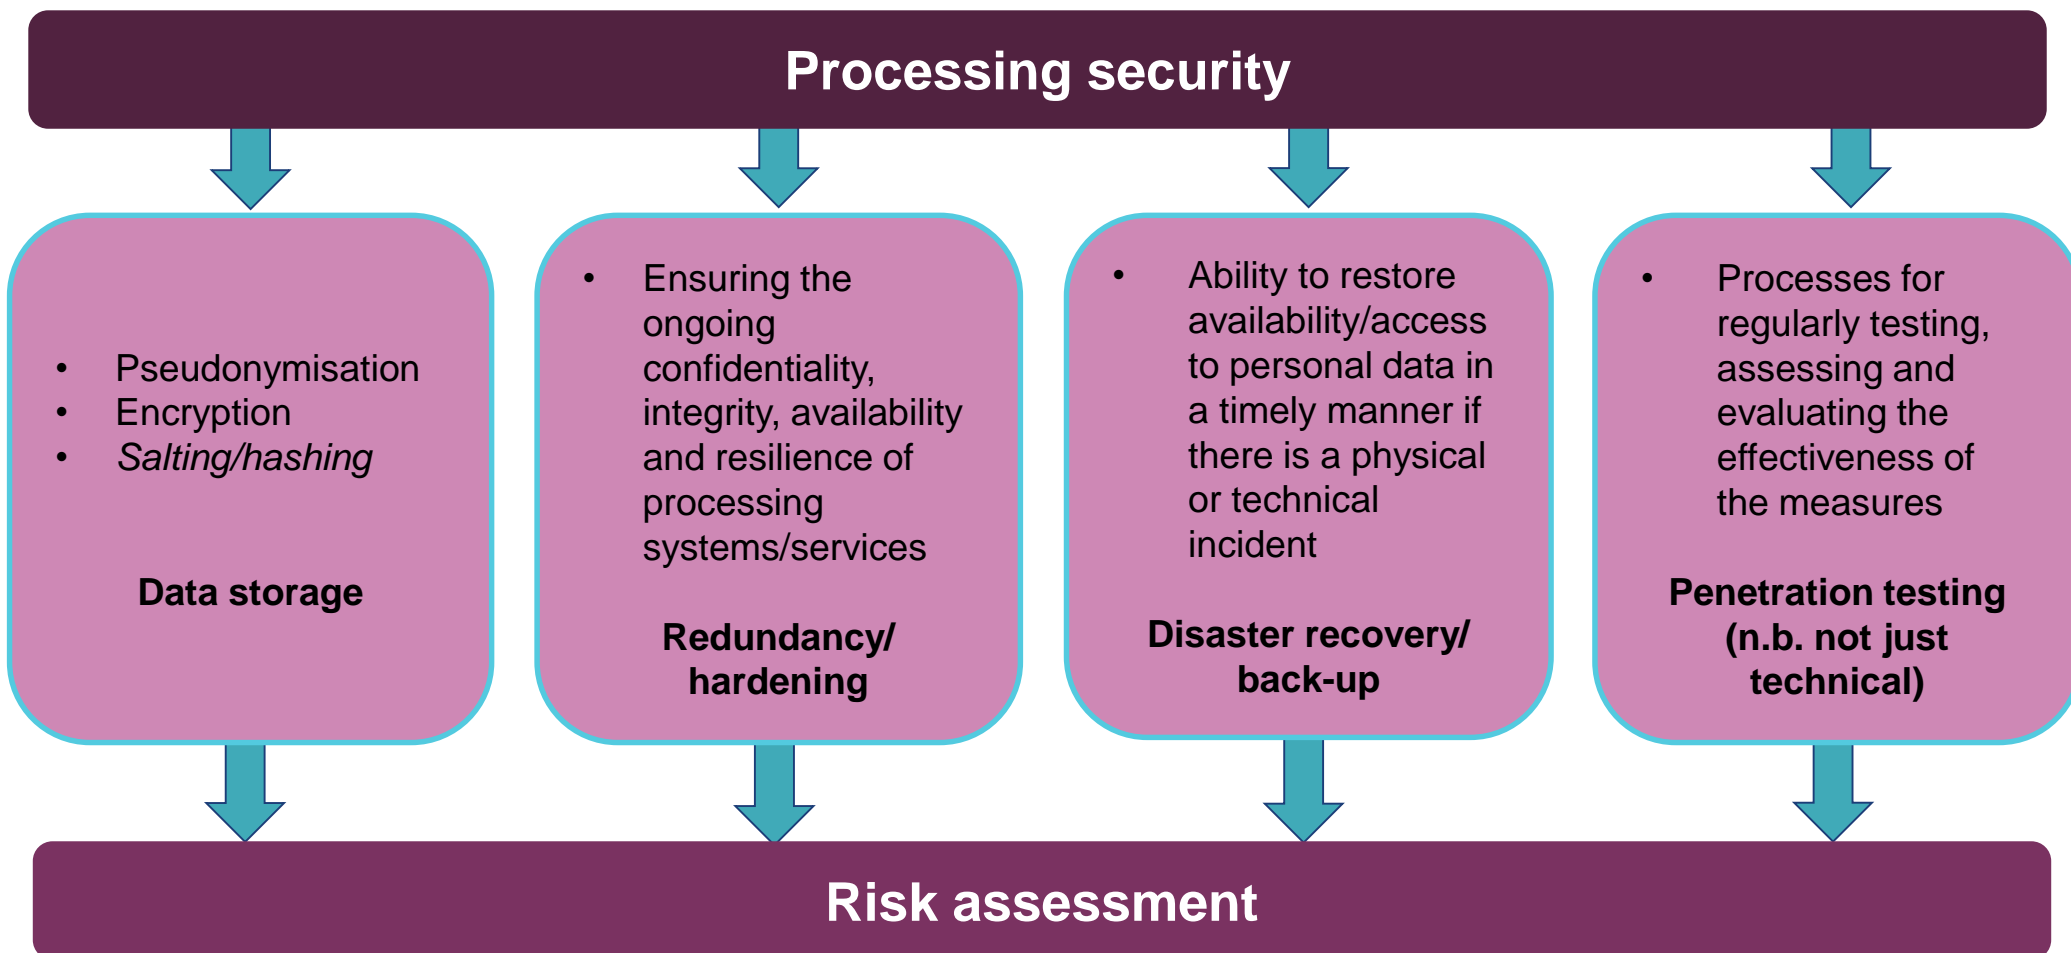 Processing security
• Pseudonymisation
• Encryption
• Salting/hashing
Data storage
• Ensuring the
ongoing
confidentiality,
integrity, availability
and resilience of
processing
systems/services
Redundancy/
hardening
• Ability to restore
availability/access
to personal data in
a timely manner if
there is a physical
or technical
incident
Disaster recovery/
back-up
• Processes for
regularly testing,
assessing and
evaluating the
effectiveness of
the measures
Penetration testing
(n.b. not just
technical)
Risk assessment